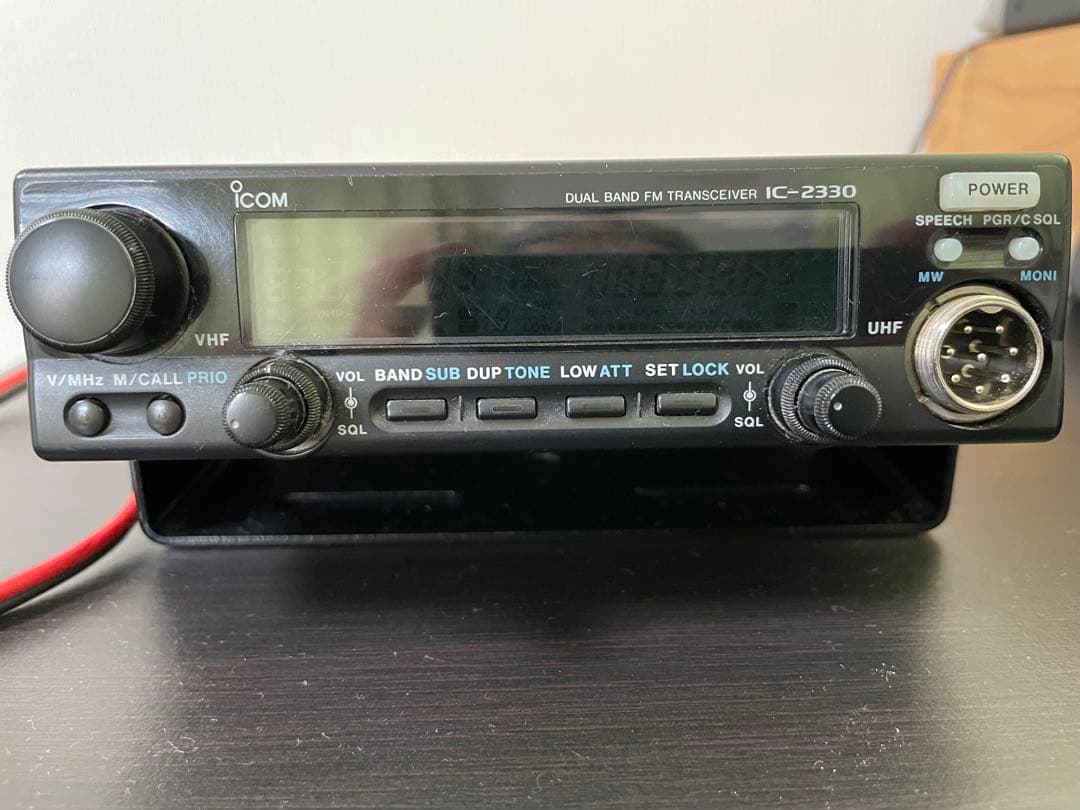 ICOM
DUAL BAND FM TRANSCEIVER IC-2330
POWER
SPEECH PGR/C SQL
MW MONI
VHF
UHF
V/MHz M/CALL PRIO
VOL
SQL
BAND SUB DUP TONE LOW ATT SET LOCK
VOL
SQL